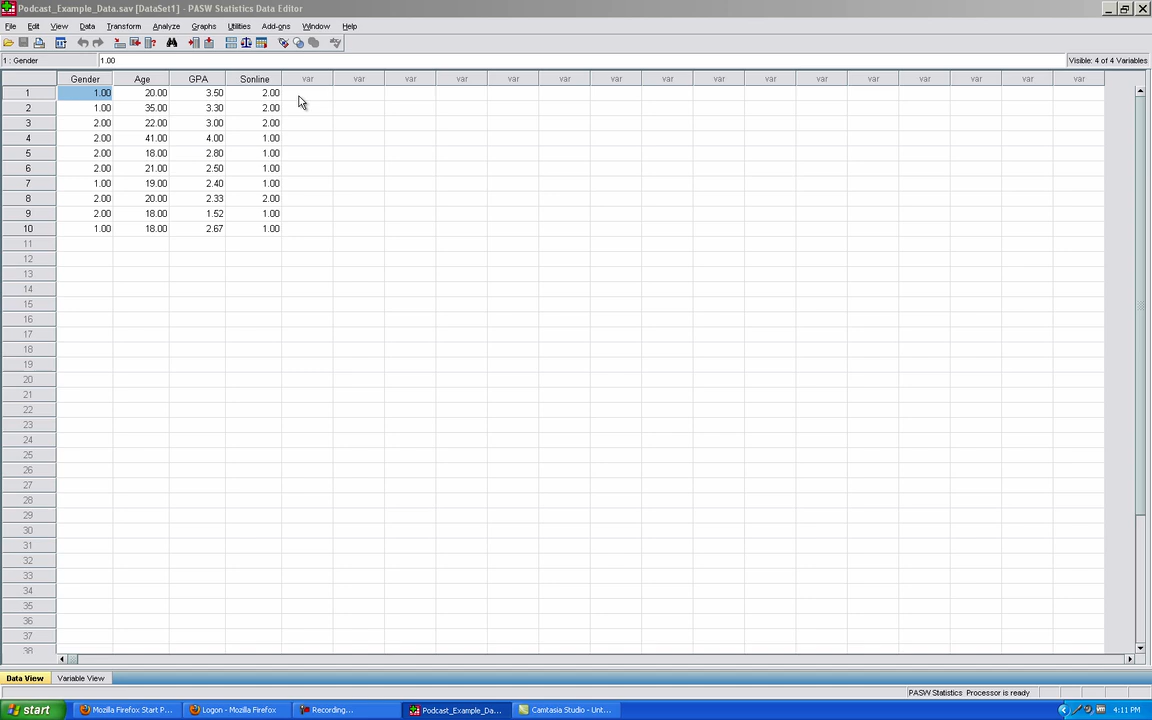 Podcast_Example_Data.sav [DataSet1] - PASW Statistics Data Editor
File Edit View Data Transform Analyze Graphs Utilities Add-ons Window Help
1 : Gender 1.00 Visible: 4 of 4 Variables
Gender Age GPA Sonline var var var var var var var var var var var var var var var var
1 1.00 20.00 3.50 2.00
2 1.00 35.00 3.30 2.00
3 2.00 22.00 3.00 2.00
4 2.00 41.00 4.00 1.00
5 2.00 18.00 2.80 1.00
6 2.00 21.00 2.50 1.00
7 1.00 19.00 2.40 1.00
8 2.00 20.00 2.33 2.00
9 2.00 18.00 1.52 1.00
10 1.00 18.00 2.67 1.00
11
12
13
14
15
16
17
18
19
20
21
22
23
24
25
26
27
28
29
30
31
32
33
34
35
36
37
38
Data View Variable View
PASW Statistics Processor is ready
start Mozilla Firefox Start P... Logon - Mozilla Firefox Recording... Podcast_Example_Da... Camtasia Studio - Unt... 4:11 PM